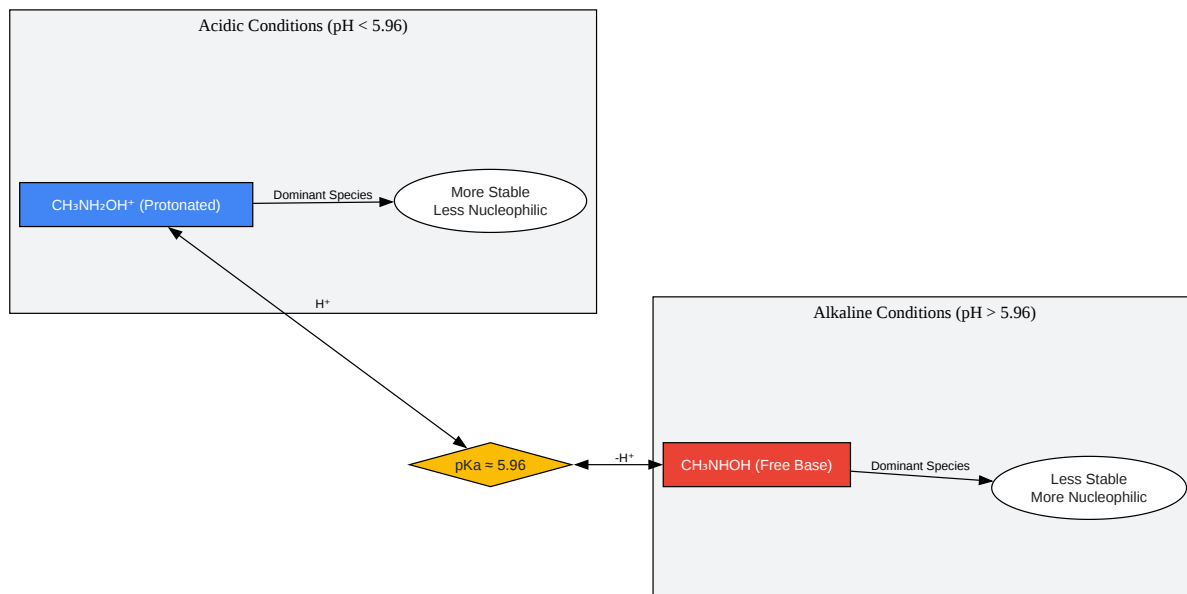 Acidic Conditions (pH < 5.96)
CH₃NH₂OH⁺ (Protonated)
Dominant Species
More Stable
Less Nucleophilic
H⁺
Alkaline Conditions (pH > 5.96)
pKa ≈ 5.96
-H⁺
CH₃NHOH (Free Base)
Dominant Species
Less Stable
More Nucleophilic